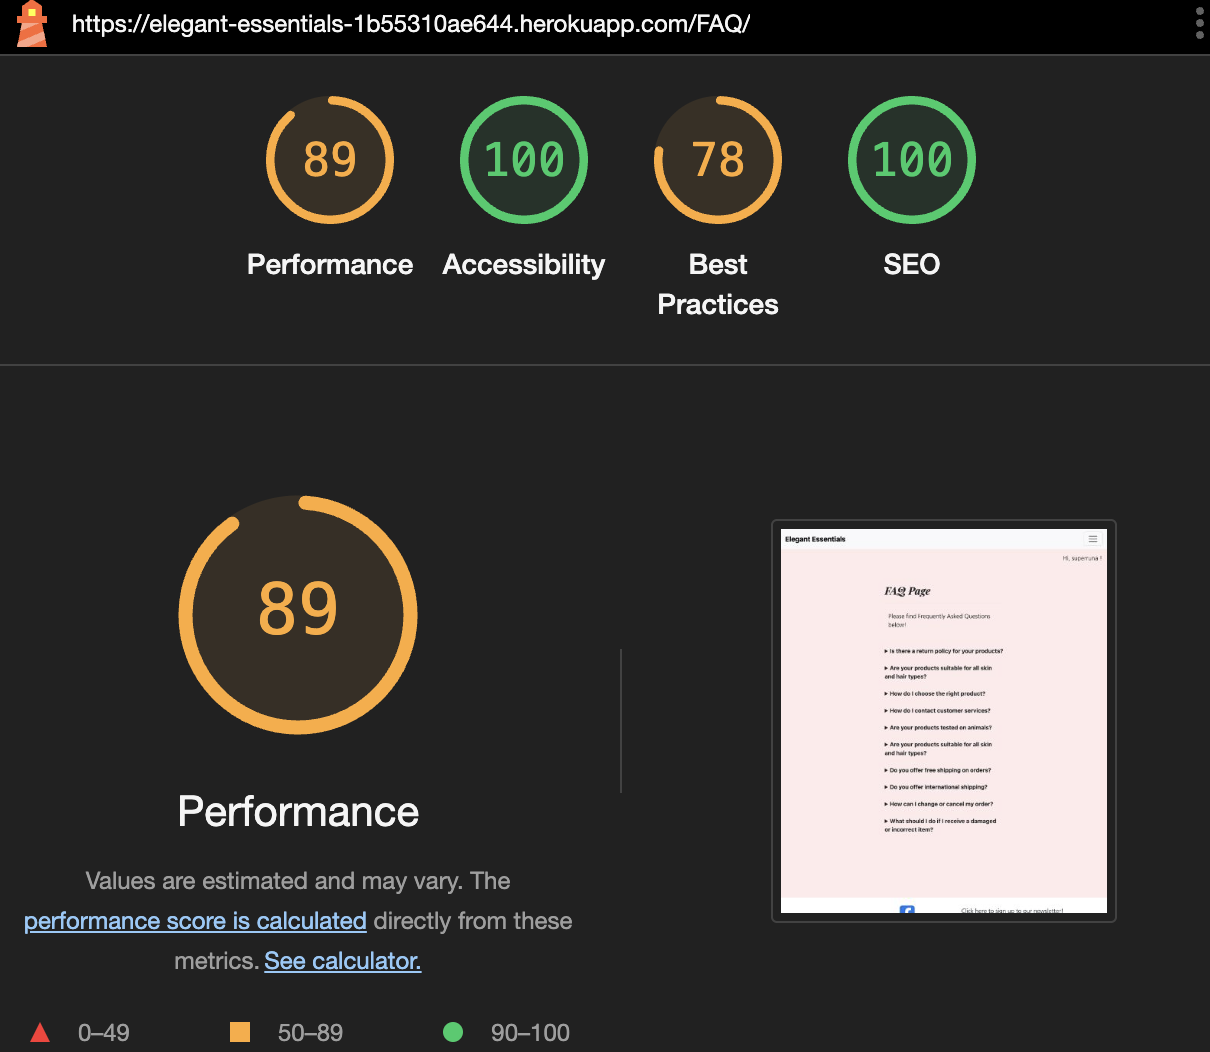 https://elegant-essentials-1b55310ae644.herokuapp.com/FAQ/
89
100
78
100
Performance
Accessibility
Best
Practices
SEO
89
Performance
Values are estimated and may vary. The
performance score is calculated directly from these
metrics. See calculator.
0–49
50–89
90–100
Elegant Essentials
Hi, superruna !
FAQ Page
Please find Frequently Asked Questions
below!
Is there a return policy for your products?
Are your products suitable for all skin
and hair types?
How do I choose the right product?
How do I contact customer services?
Are your products tested on animals?
Are your products suitable for all skin
and hair types?
Do you offer free shipping on orders?
Do you offer international shipping?
How can I change or cancel my order?
What should I do if I receive a damaged
or incorrect item?
Click here to sign up to our newsletter!